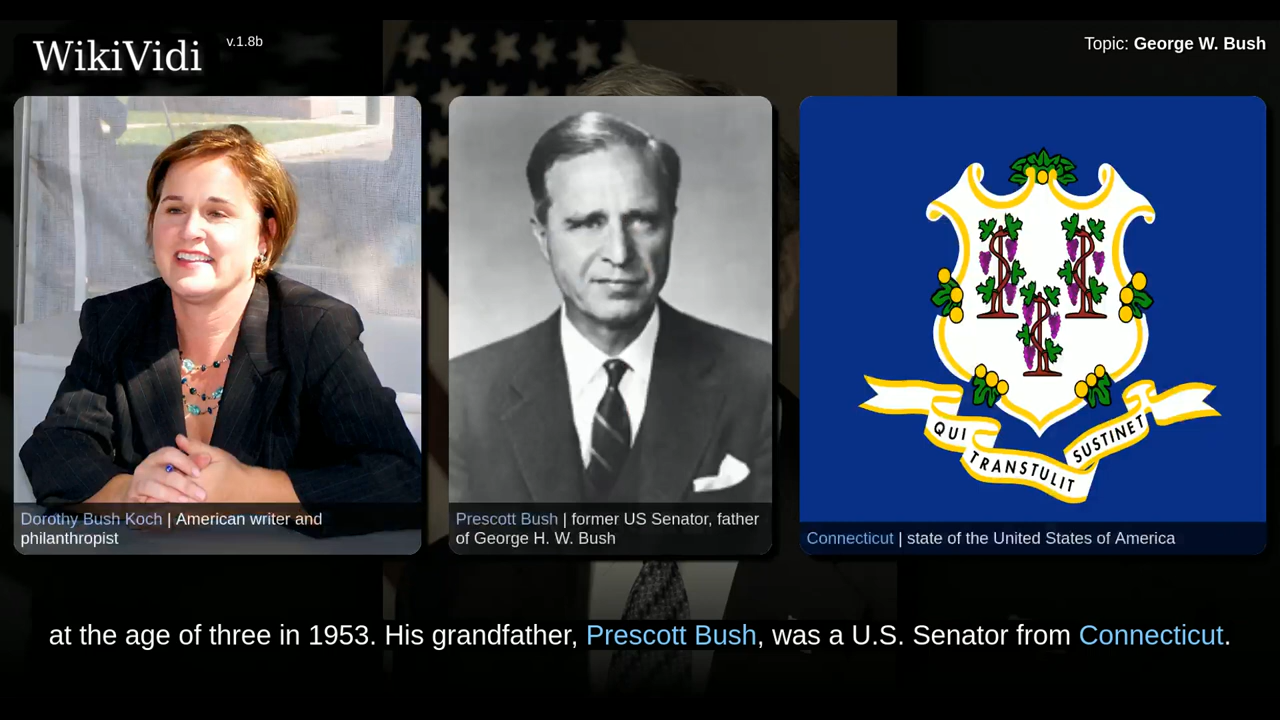 WikiVidi
v.1.8b
Topic: George W. Bush
Dorothy Bush Koch | American writer and
philanthropist
Prescott Bush | former US Senator, father
of George H. W. Bush
QUI
TRANSTULIT
SUSTINET
Connecticut | state of the United States of America
at the age of three in 1953. His grandfather, Prescott Bush, was a U.S. Senator from Connecticut.